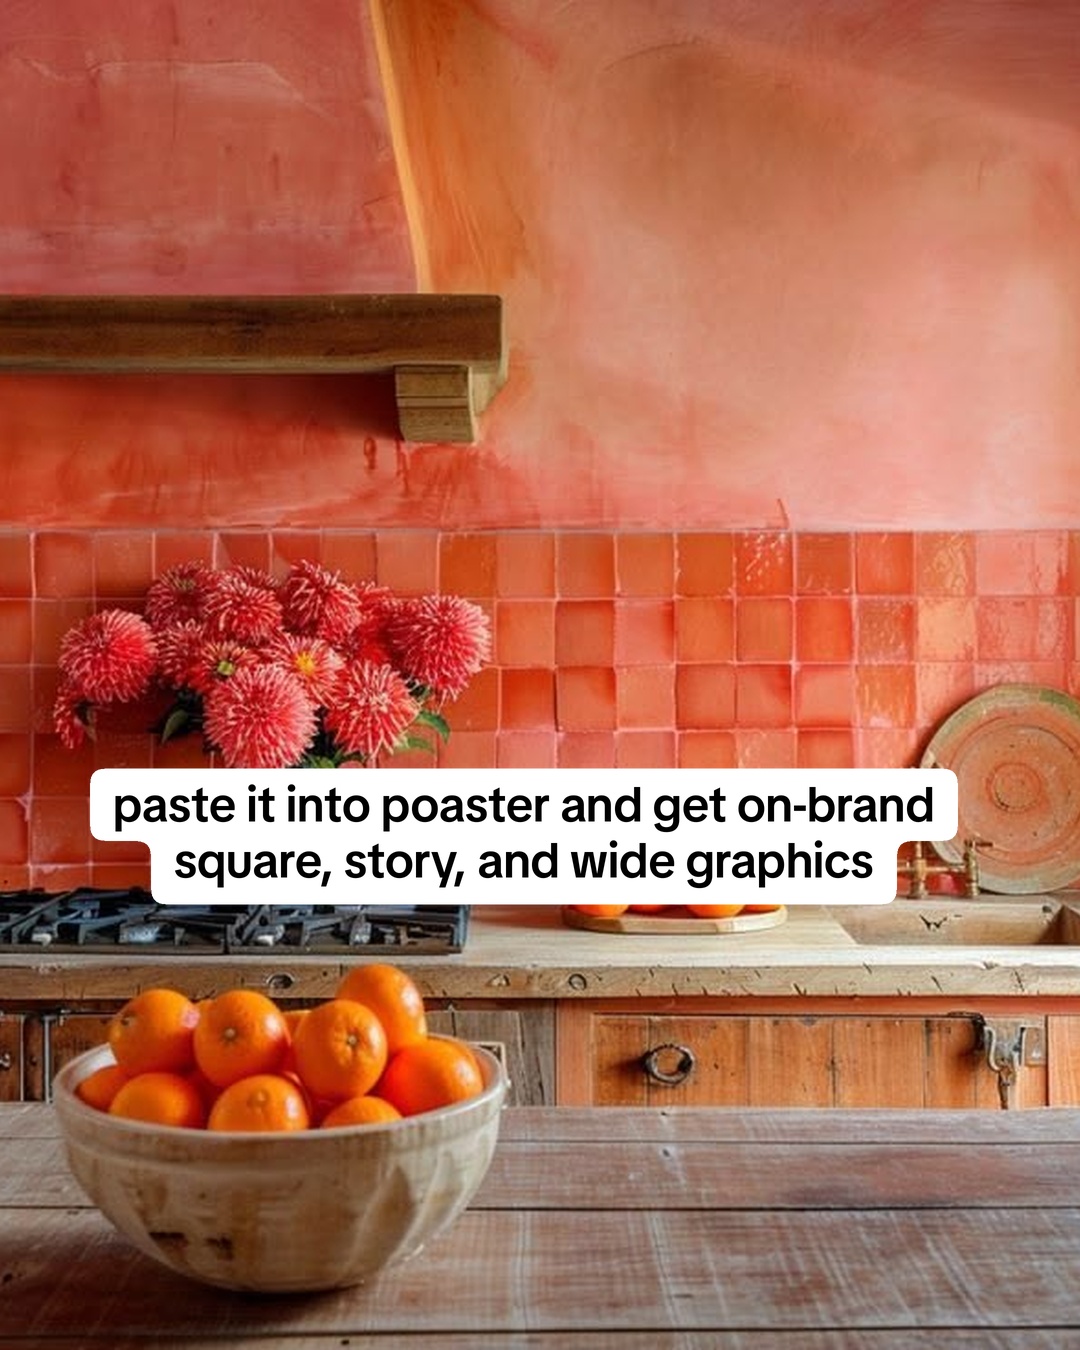 paste it into poaster and get on-brand
square, story, and wide graphics